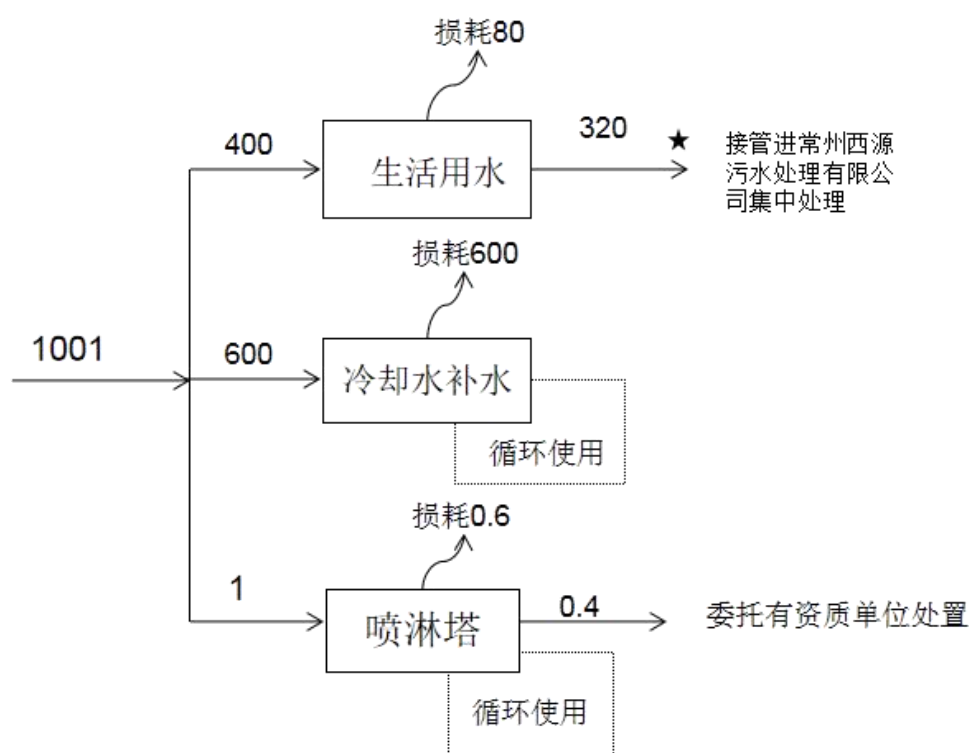 损耗80
400
生活用水
320
★
接管进常州西源
污水处理有限公
司集中处理
损耗600
1001
600
冷却水补水
循环使用
损耗0.6
1
喷淋塔
0.4
委托有资质单位处置
循环使用